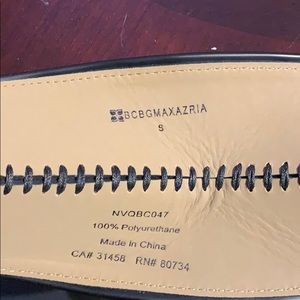 BCBGMAXAZRIA
S
NVQBC047
100% Polyurethane
Made In China
CA# 31458 RN# 80734